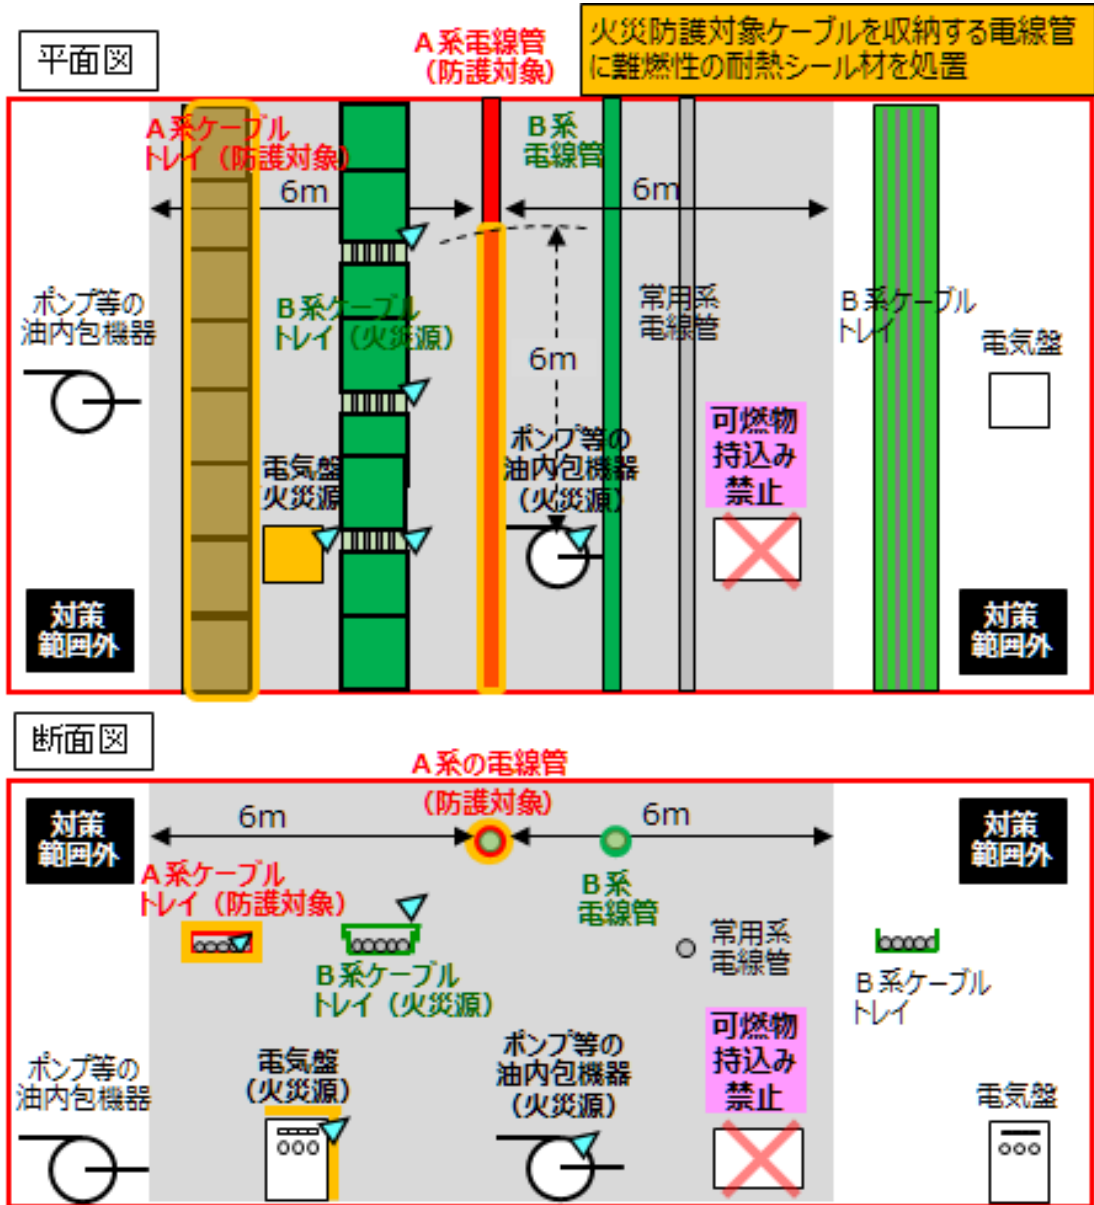 平面図
A系電線管
（防護対象）
火災防護対象ケーブルを収納する電線管
に難燃性の耐熱シール材を処置
A系ケーブル
トレイ（防護対象）
B系
電線管
6m
6m
ポンプ等の
油内包機器
B系ケーブル
トレイ（火災源）
6m
常用系
電線管
B系ケーブル
トレイ
電気盤
電気盤
（火災源
ポンプ等の
油内包機器
（火災源）
可燃物
持込み
禁止
対策
範囲外
対策
範囲外
断面図
A系の電線管
（防護対象）
対策
範囲外
6m
6m
対策
範囲外
A系ケーブル
トレイ（防護対象）
B系
電線管
B系ケーブル
トレイ（火災源）
常用系
電線管
B系ケーブル
トレイ
ポンプ等の
油内包機器
電気盤
（火災源）
ポンプ等の
油内包機器
（火災源）
可燃物
持込み
禁止
電気盤